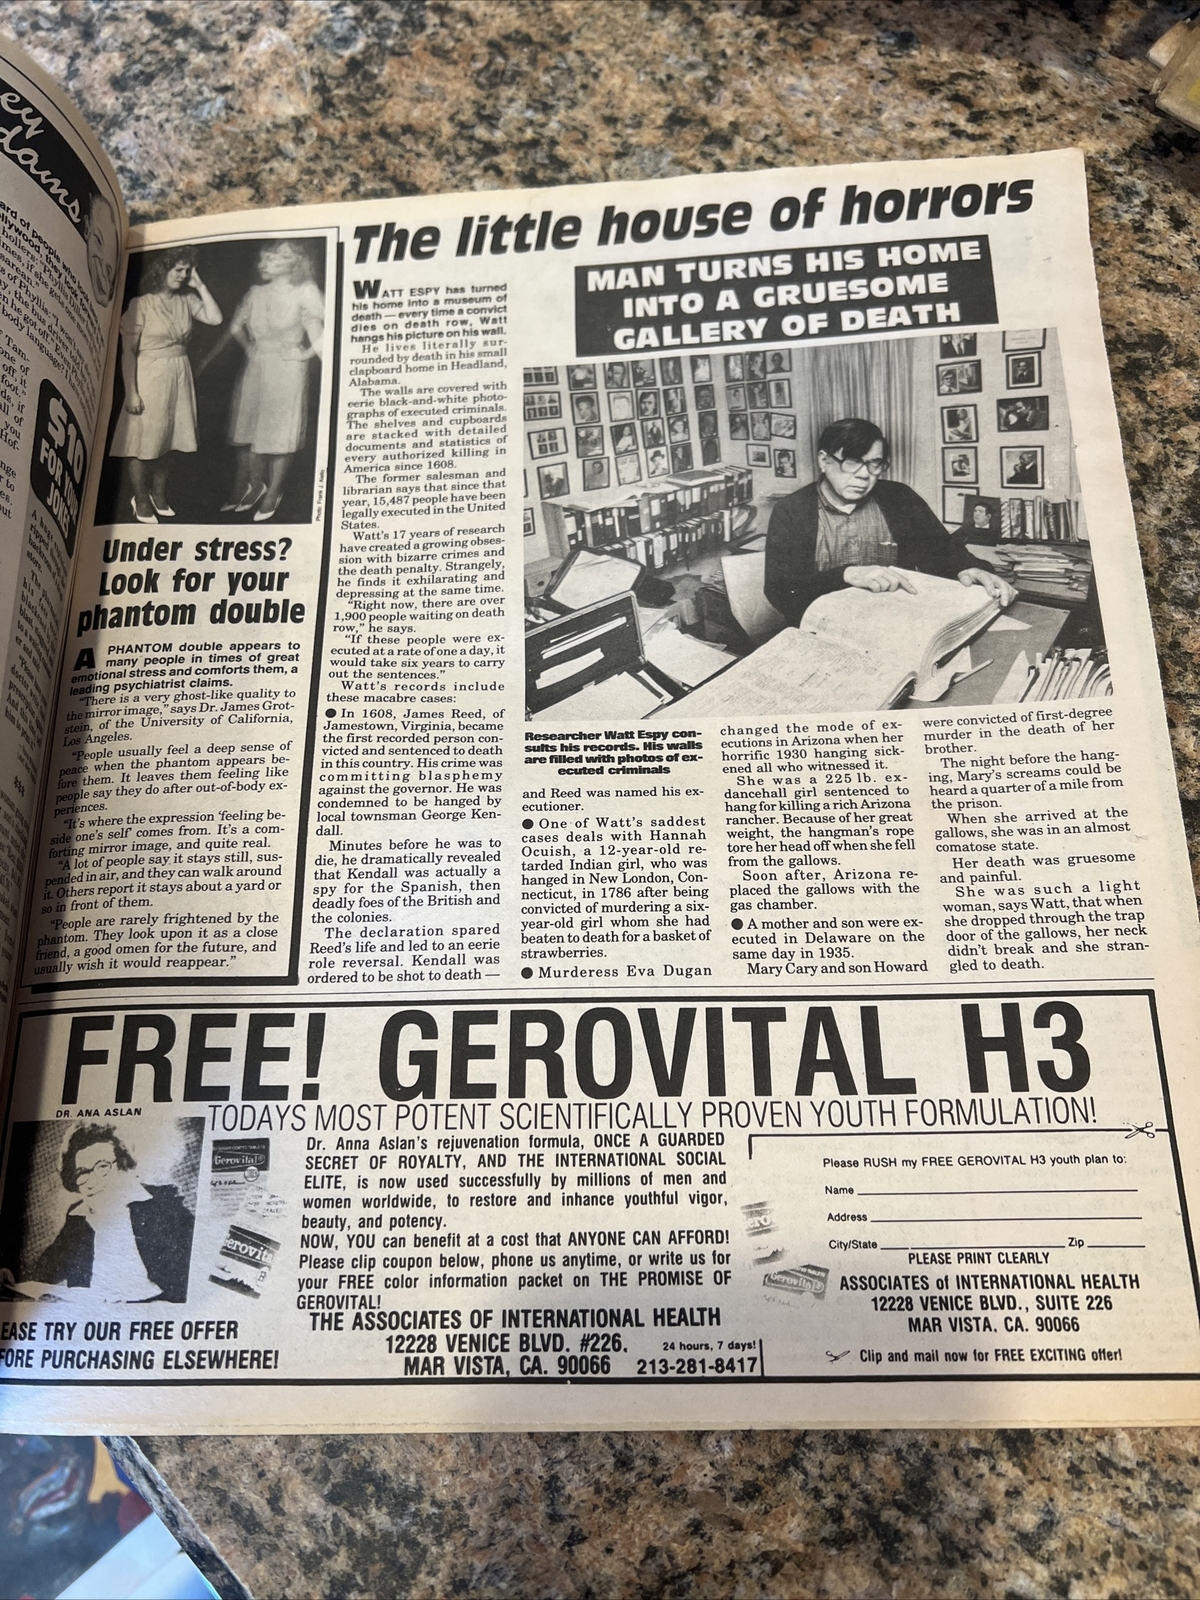 ey
dams
$10
FOR YOUR
JOKES
Photo: Frank J. Kelly
Under stress?
Look for your
phantom double
A PHANTOM double appears to
many people in times of great
emotional stress and comforts them, a
leading psychiatrist claims.
"There is a very ghost-like quality to
the mirror image," says Dr. James Grot-
stein, of the University of California,
Los Angeles.
"People usually feel a deep sense of
peace when the phantom appears be-
fore them. It leaves them feeling like
people say they do after out-of-body ex-
periences.
"It's where the expression 'feeling be-
side one's self' comes from. It's a com-
forting mirror image, and quite real.
"A lot of people say it stays still, sus-
pended in air, and they can walk around
it. Others report it stays about a yard or
so in front of them.
"People are rarely frightened by the
phantom. They look upon it as a close
friend, a good omen for the future, and
usually wish it would reappear."
The little house of horrors
MAN TURNS HIS HOME
INTO A GRUESOME
GALLERY OF DEATH
WATT ESPY has turned
his home into a museum of
death — every time a convict
dies on death row, Watt
hangs his picture on his wall.
He lives literally sur-
rounded by death in his small
clapboard home in Headland,
Alabama.
The walls are covered with
eerie black-and-white photo-
graphs of executed criminals.
The shelves and cupboards
are stacked with detailed
documents and statistics of
every authorized killing in
America since 1608.
The former salesman and
librarian says that since that
year, 15,487 people have been
legally executed in the United
States.
Watt's 17 years of research
have created a growing obses-
sion with bizarre crimes and
the death penalty. Strangely,
he finds it exhilarating and
depressing at the same time.
"Right now, there are over
1,900 people waiting on death
row," he says.
"If these people were ex-
ecuted at a rate of one a day, it
would take six years to carry
out the sentences."
Watt's records include
these macabre cases:
● In 1608, James Reed, of
Jamestown, Virginia, became
the first recorded person con-
victed and sentenced to death
in this country. His crime was
committing blasphemy
against the governor. He was
condemned to be hanged by
local townsman George Ken-
dall.
Minutes before he was to
die, he dramatically revealed
that Kendall was actually a
spy for the Spanish, then
deadly foes of the British and
the colonies.
The declaration spared
Reed's life and led to an eerie
role reversal. Kendall was
ordered to be shot to death —
Researcher Watt Espy con-
sults his records. His walls
are filled with photos of ex-
ecuted criminals
and Reed was named his ex-
ecutioner.
● One of Watt's saddest
cases deals with Hannah
Ocuish, a 12-year-old re-
tarded Indian girl, who was
hanged in New London, Con-
necticut, in 1786 after being
convicted of murdering a six-
year-old girl whom she had
beaten to death for a basket of
strawberries.
● Murderess Eva Dugan
changed the mode of ex-
ecutions in Arizona when her
horrific 1930 hanging sick-
ened all who witnessed it.
She was a 225 lb. ex-
dancehall girl sentenced to
hang for killing a rich Arizona
rancher. Because of her great
weight, the hangman's rope
tore her head off when she fell
from the gallows.
Soon after, Arizona re-
placed the gallows with the
gas chamber.
● A mother and son were ex-
ecuted in Delaware on the
same day in 1935.
Mary Cary and son Howard
were convicted of first-degree
murder in the death of her
brother.
The night before the hang-
ing, Mary's screams could be
heard a quarter of a mile from
the prison.
When she arrived at the
gallows, she was in an almost
comatose state.
Her death was gruesome
and painful.
She was such a light
woman, says Watt, that when
she dropped through the trap
door of the gallows, her neck
didn't break and she stran-
gled to death.
FREE! GEROVITAL H3
DR. ANA ASLAN
TODAYS MOST POTENT SCIENTIFICALLY PROVEN YOUTH FORMULATION!
Gerovital
Dr. Anna Aslan's rejuvenation formula, ONCE A GUARDED
SECRET OF ROYALTY, AND THE INTERNATIONAL SOCIAL
ELITE, is now used successfully by millions of men and
women worldwide, to restore and inhance youthful vigor,
beauty, and potency.
NOW, YOU can benefit at a cost that ANYONE CAN AFFORD!
Please clip coupon below, phone us anytime, or write us for
your FREE color information packet on THE PROMISE OF
GEROVITAL!
THE ASSOCIATES OF INTERNATIONAL HEALTH
12228 VENICE BLVD. #226,
MAR VISTA, CA. 90066
24 hours, 7 days!
213-281-8417
EASE TRY OUR FREE OFFER
FORE PURCHASING ELSEWHERE!
Please RUSH my FREE GEROVITAL H3 youth plan to:
Name
Address
City/State Zip
PLEASE PRINT CLEARLY
ASSOCIATES of INTERNATIONAL HEALTH
12228 VENICE BLVD., SUITE 226
MAR VISTA. CA. 90066
Clip and mail now for FREE EXCITING offer!